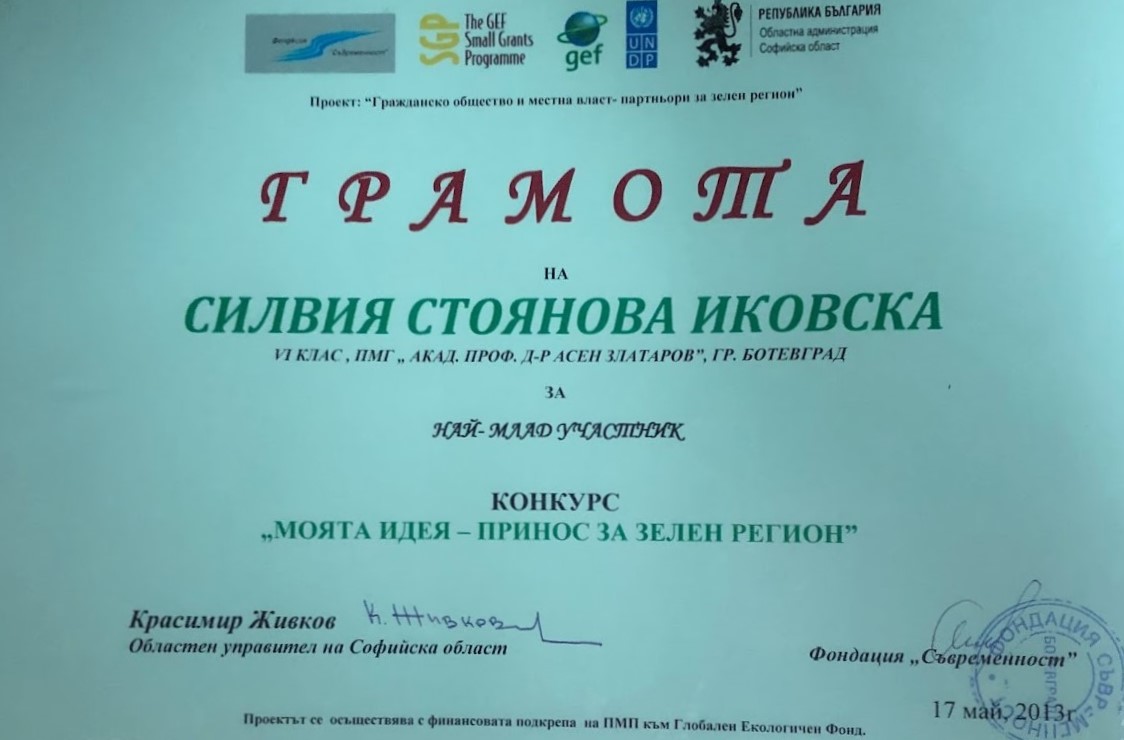 Фондация
"Съвременност"
SGP
The GEF
Small Grants
Programme
gef
UN
DP
РЕПУБЛИКА БЪЛГАРИЯ
Областна администрация
Софийска област
Проект: “Гражданско общество и местна власт- партньори за зелен регион”
ГРАМОТА
НА
СИЛВИЯ СТОЯНОВА ИКОВСКА
VI КЛАС , ПМГ „ АКАД. ПРОФ. Д-Р АСЕН ЗЛАТАРОВ”, ГР. БОТЕВГРАД
ЗА
НАЙ- МЛАД УЧАСТНИК
КОНКУРС
„МОЯТА ИДЕЯ – ПРИНОС ЗА ЗЕЛЕН РЕГИОН”
Красимир Живков К. Живков
Областен управител на Софийска област
Фондация „Съвременност”
ФОНДАЦИЯ СЪВРЕМЕННОСТ
БОТЕВГРАД
17 май, 2013г.
Проектът се осъществява с финансовата подкрепа на ПМП към Глобален Екологичен Фонд.